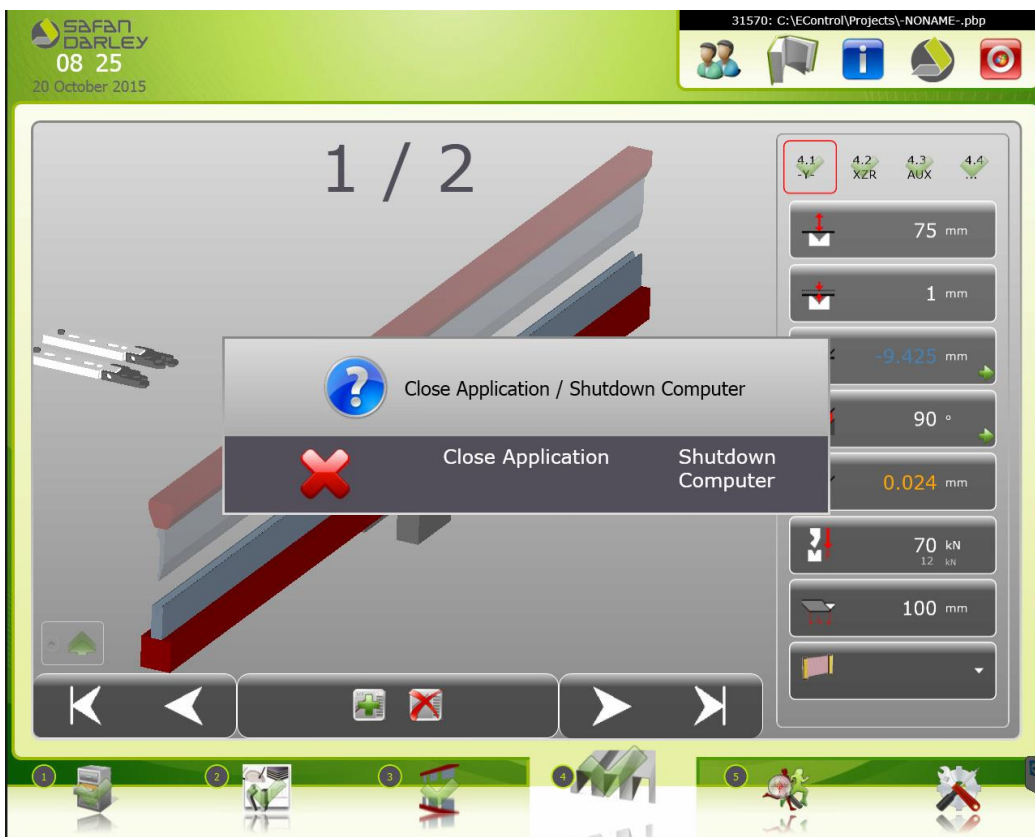 SAFAN
DARLEY
08 25
20 October 2015
31570: C:\EControl\Projects\-NONAME-.pbp
1 / 2
4.1
-Y-
4.2
XZR
4.3
AUX
4.4
...
75 mm
1 mm
-9.425 mm
90 °
0.024 mm
70 kN
12 kN
100 mm
Close Application / Shutdown Computer
Close Application
Shutdown
Computer
1
2
3
4
5